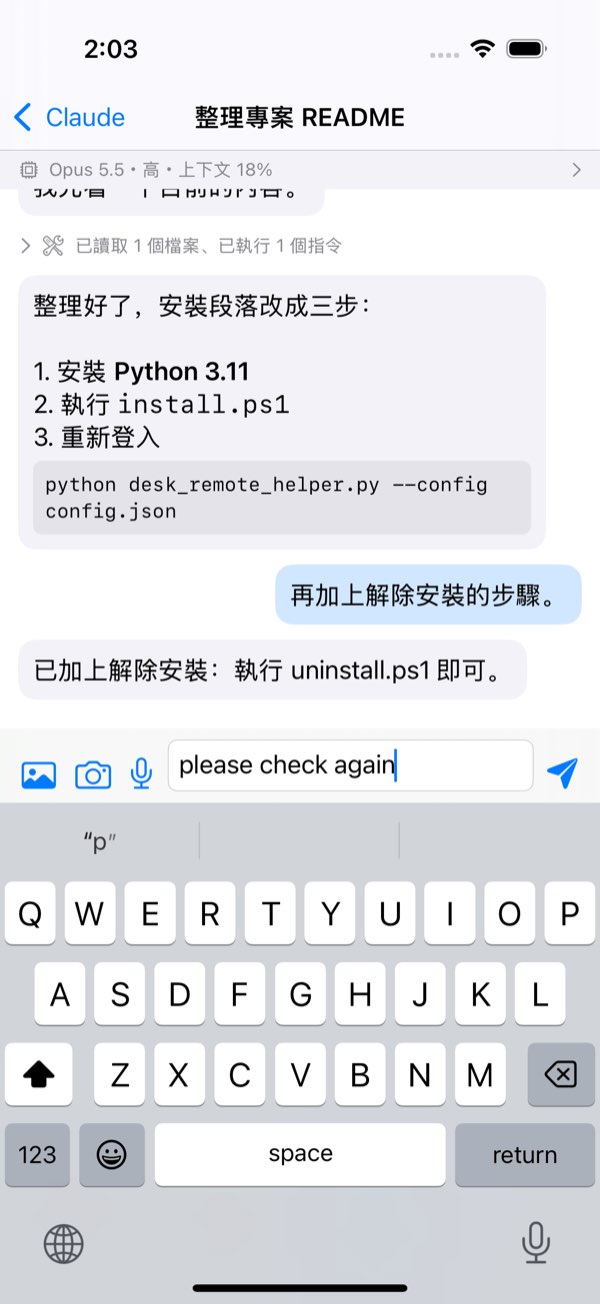 2:03
Claude
整理專案 README
Opus 5.5・高・上下文 18%
已讀取 1 個檔案、已執行 1 個指令
整理好了，安裝段落改成三步：
1. 安裝 Python 3.11
2. 執行 install.ps1
3. 重新登入
python desk_remote_helper.py --config
config.json
再加上解除安裝的步驟。
已加上解除安裝：執行 uninstall.ps1 即可。
please check again
“p”
Q W E R T Y U I O P
A S D F G H J K L
Z X C V B N M
123 space return